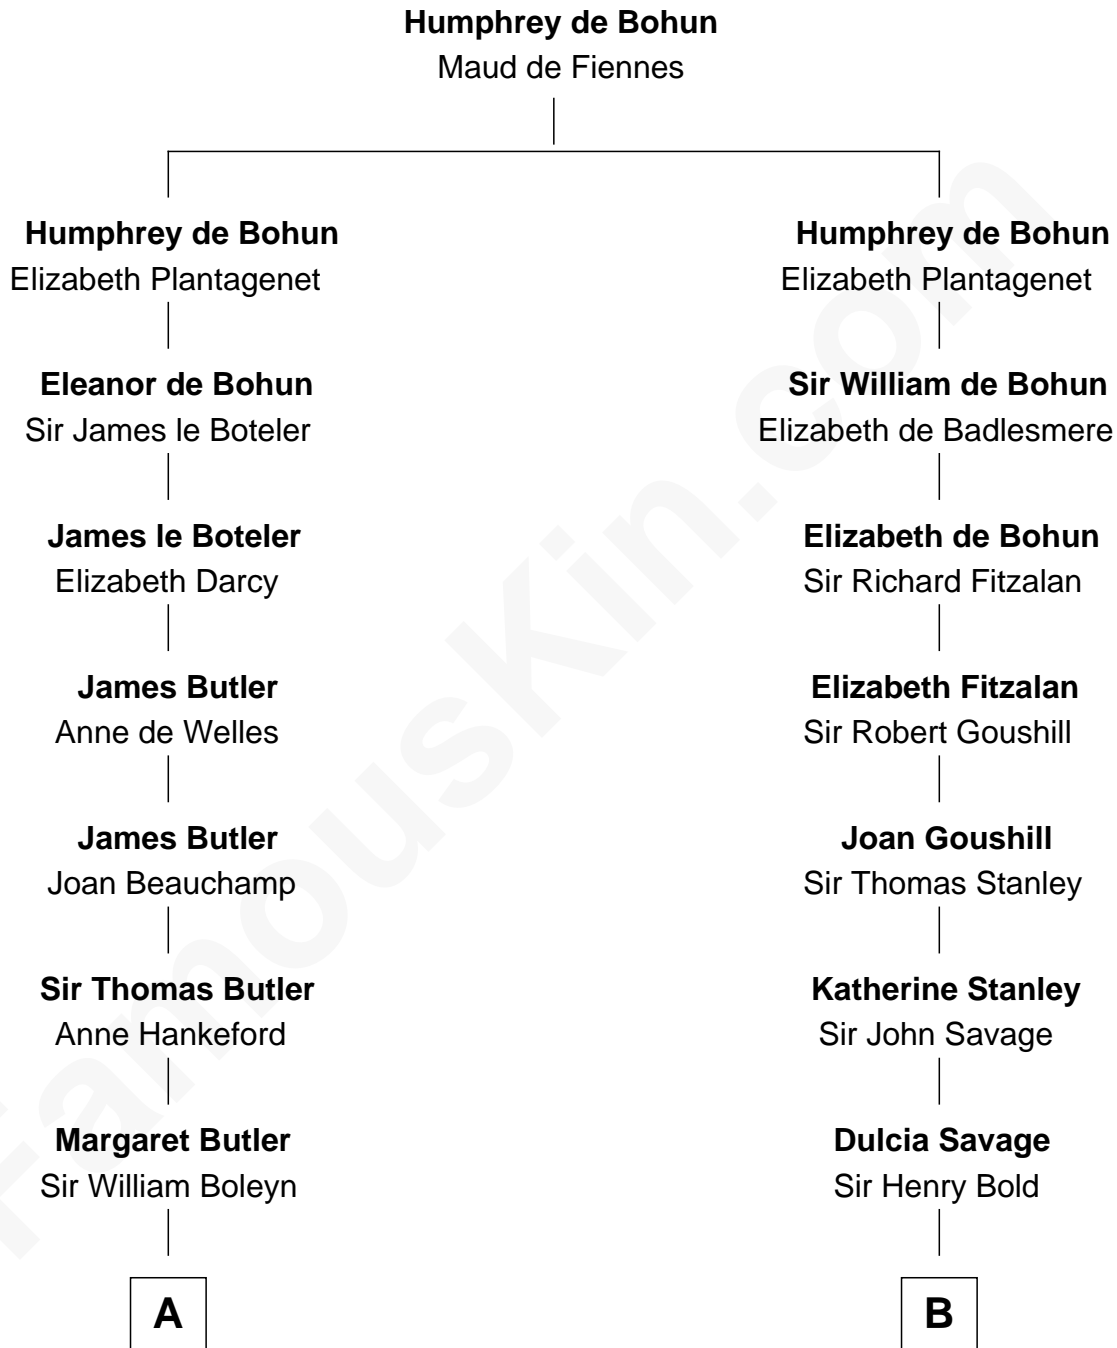 Humphrey de Bohun
Maud de Fiennes
Humphrey de Bohun
Elizabeth Plantagenet
Humphrey de Bohun
Elizabeth Plantagenet
Eleanor de Bohun
Sir James le Boteler
Sir William de Bohun
Elizabeth de Badlesmere
James le Boteler
Elizabeth Darcy
Elizabeth de Bohun
Sir Richard Fitzalan
James Butler
Anne de Welles
Elizabeth Fitzalan
Sir Robert Goushill
James Butler
Joan Beauchamp
Joan Goushill
Sir Thomas Stanley
Sir Thomas Butler
Anne Hankeford
Katherine Stanley
Sir John Savage
Margaret Butler
Sir William Boleyn
Dulcia Savage
Sir Henry Bold
A
B
FamousKin.com